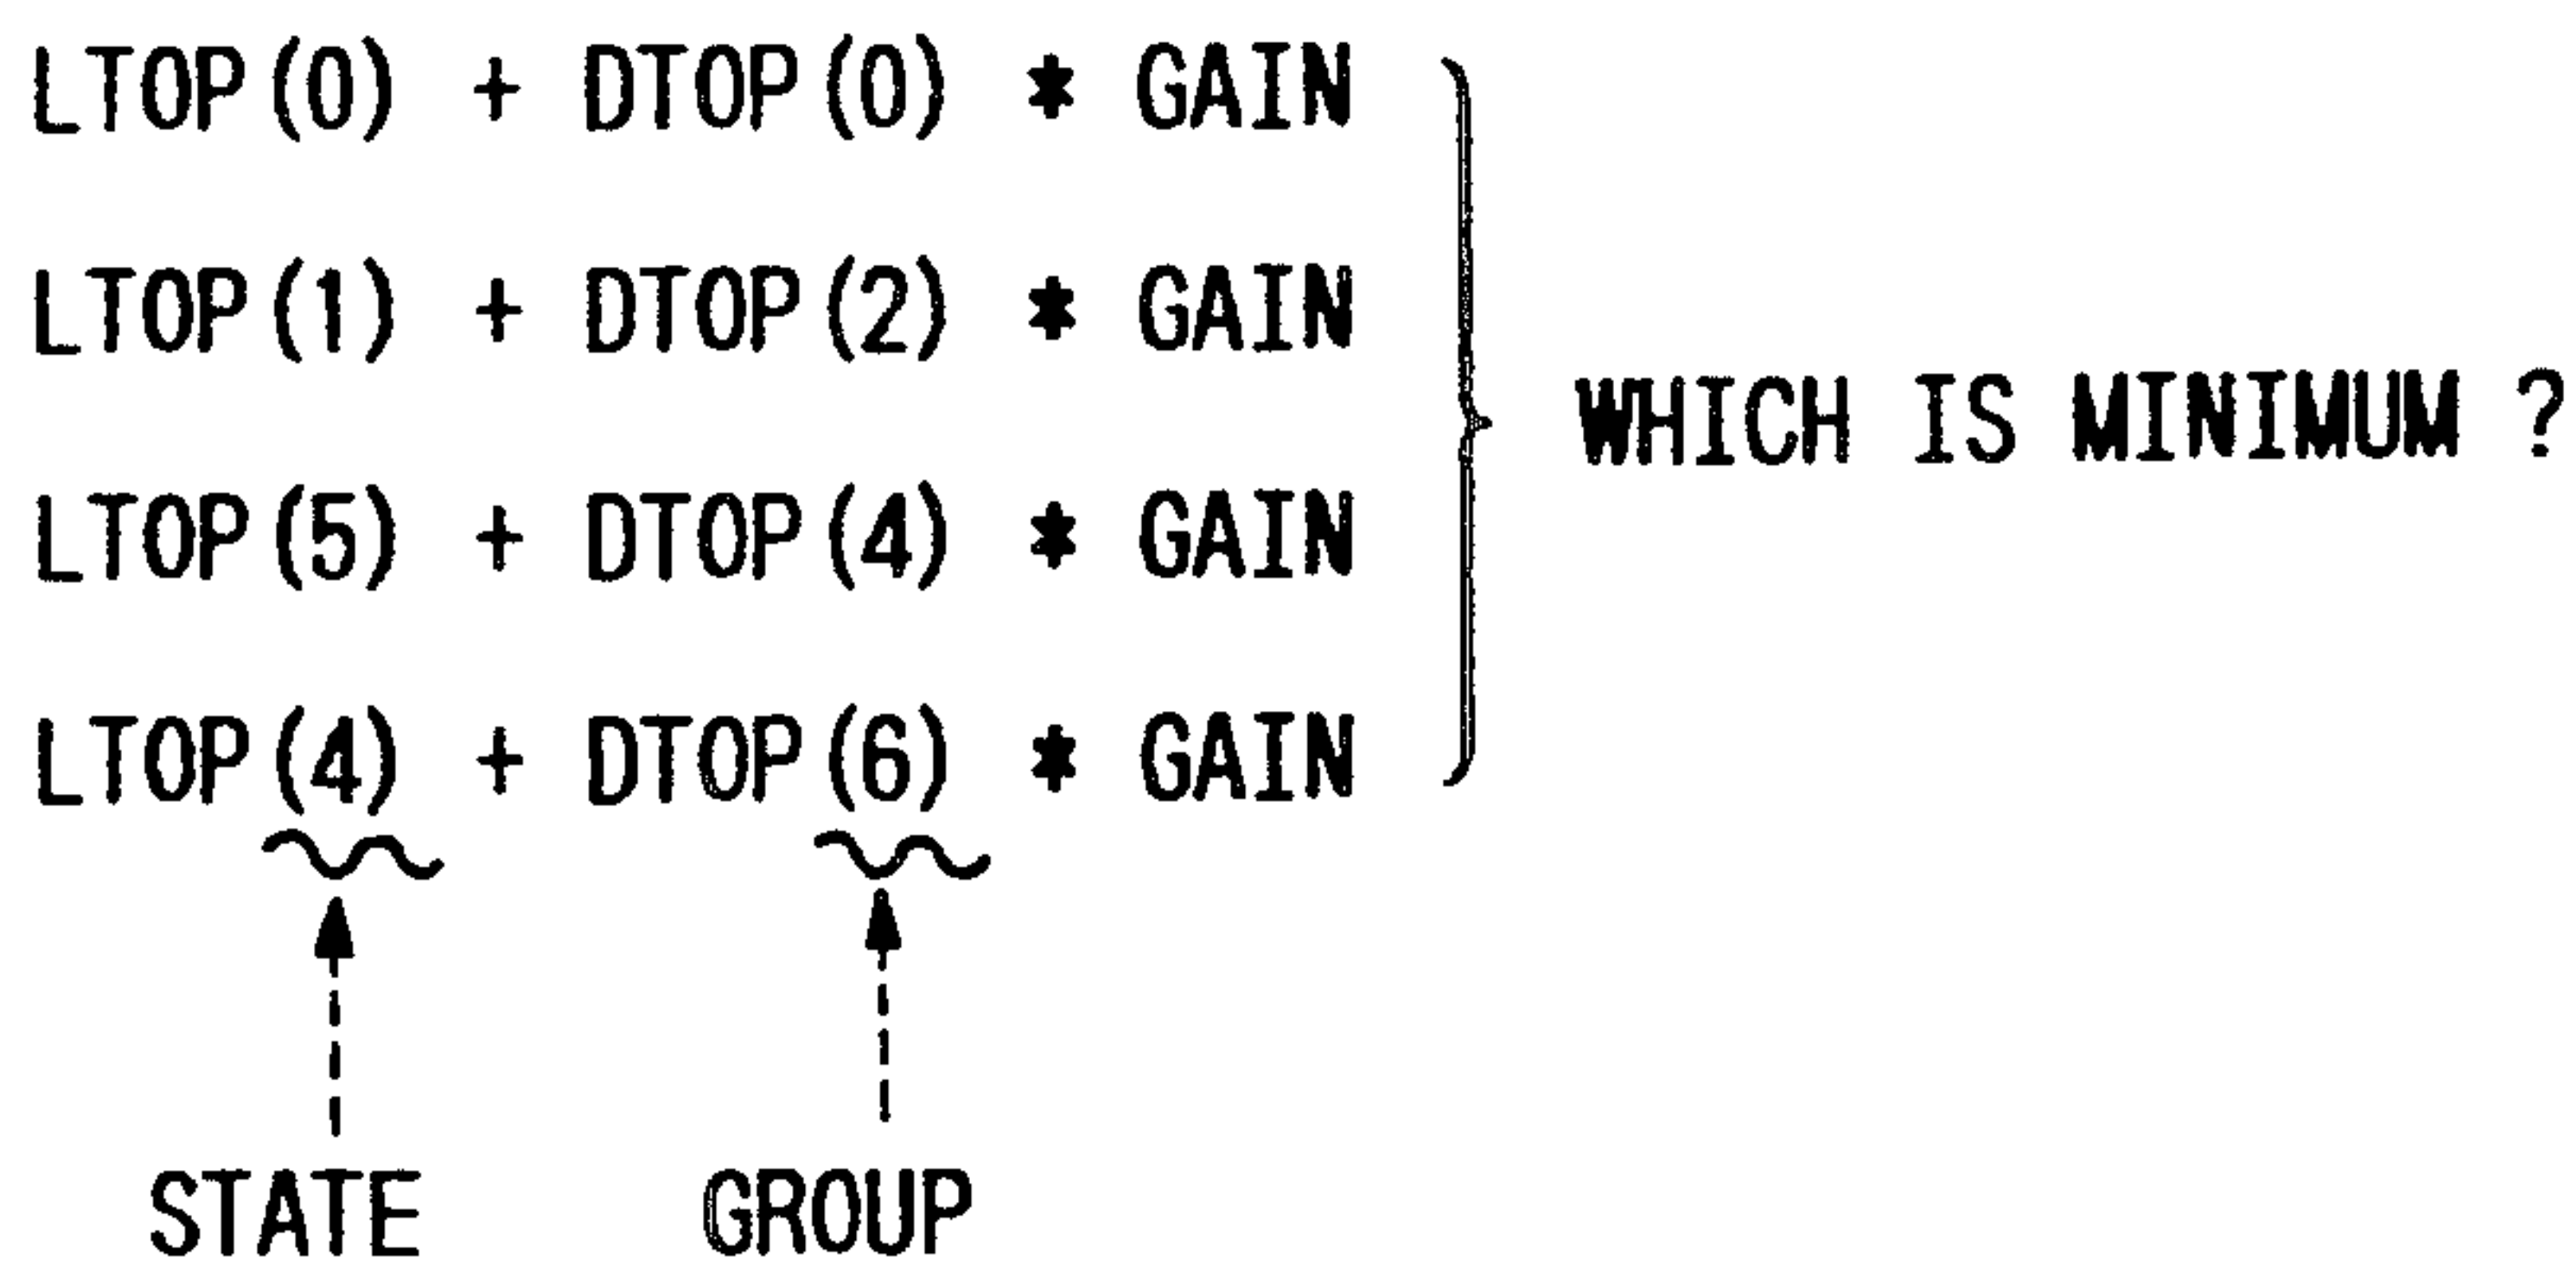 LTOP(0) + DTOP(0) * GAIN
LTOP(1) + DTOP(2) * GAIN
WHICH IS MINIMUM ?
LTOP(5) + DTOP(4) * GAIN
LTOP(4) + DTOP(6) * GAIN
STATE GROUP